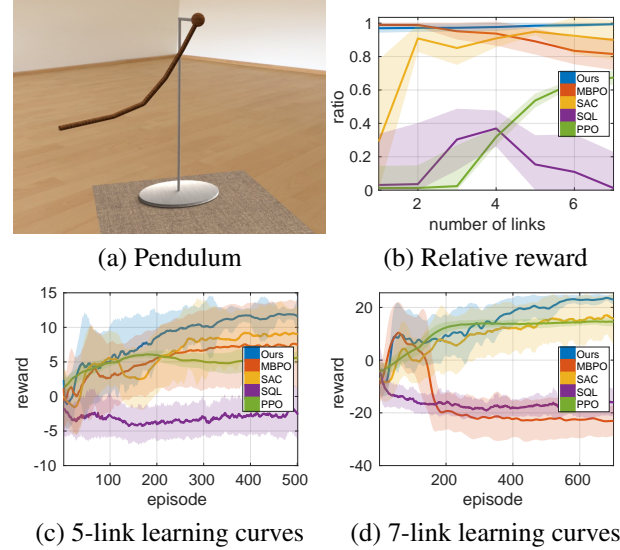 (a) Pendulum
1
0.8
0.6
0.4
0.2
0
ratio
2
4
6
number of links
Ours
MBPO
SAC
SQL
PPO
(b) Relative reward
15
10
5
0
-5
-10
reward
0
100
200
300
400
500
episode
Ours
MBPO
SAC
SQL
PPO
(c) 5-link learning curves
20
0
-20
-40
reward
200
400
600
episode
Ours
MBPO
SAC
SQL
PPO
(d) 7-link learning curves